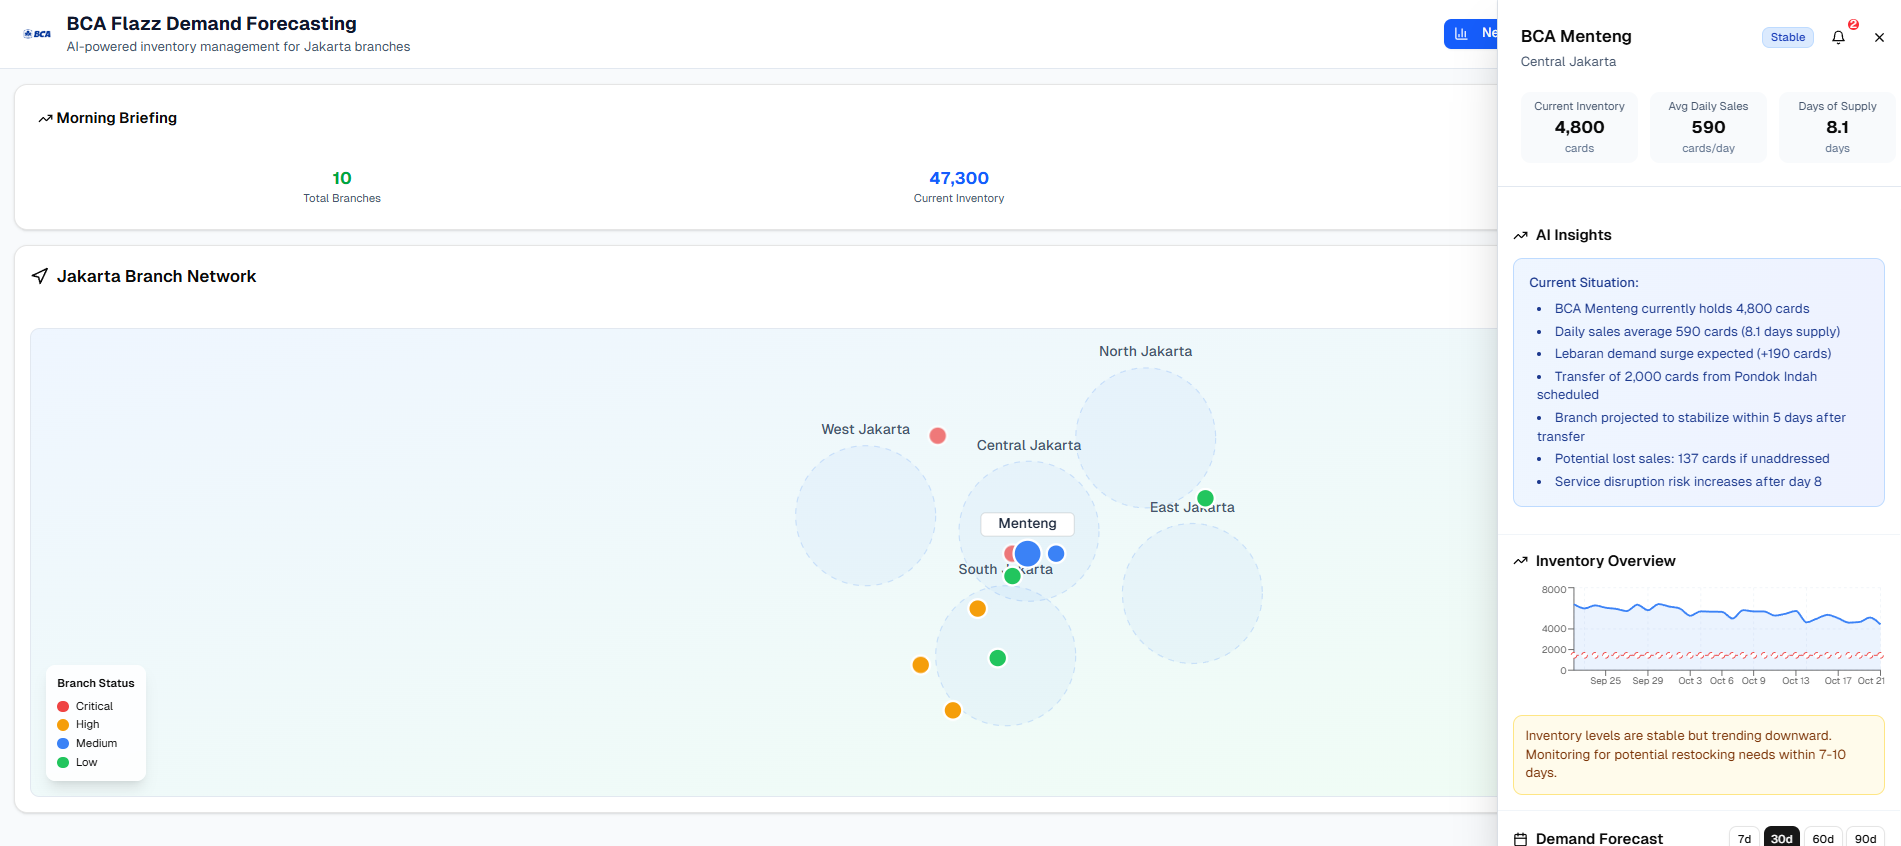 BCA
BCA Flazz Demand Forecasting
AI-powered inventory management for Jakarta branches
Ne
Morning Briefing
10
Total Branches
47,300
Current Inventory
Jakarta Branch Network
North Jakarta
West Jakarta
Central Jakarta
East Jakarta
Menteng
South Jakarta
Branch Status
Critical
High
Medium
Low
BCA Menteng
Stable
2
Central Jakarta
Current Inventory
4,800
cards
Avg Daily Sales
590
cards/day
Days of Supply
8.1
days
AI Insights
Current Situation:
• BCA Menteng currently holds 4,800 cards
• Daily sales average 590 cards (8.1 days supply)
• Lebaran demand surge expected (+190 cards)
• Transfer of 2,000 cards from Pondok Indah
scheduled
• Branch projected to stabilize within 5 days after
transfer
• Potential lost sales: 137 cards if unaddressed
• Service disruption risk increases after day 8
Inventory Overview
8000
4000
2000
0
Sep 25 Sep 29 Oct 3 Oct 6 Oct 9 Oct 13 Oct 17 Oct 21
Inventory levels are stable but trending downward.
Monitoring for potential restocking needs within 7-10
days.
Demand Forecast
7d 30d 60d 90d